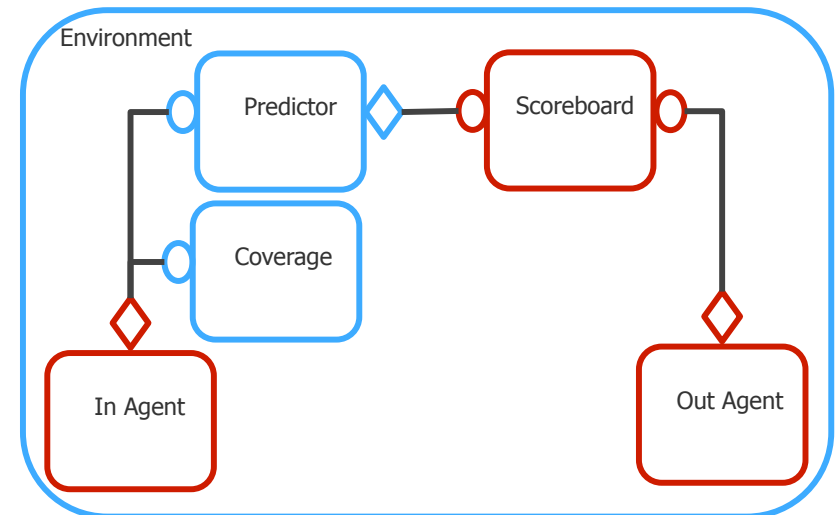 Environment
Predictor
Scoreboard
Coverage
In Agent
Out Agent